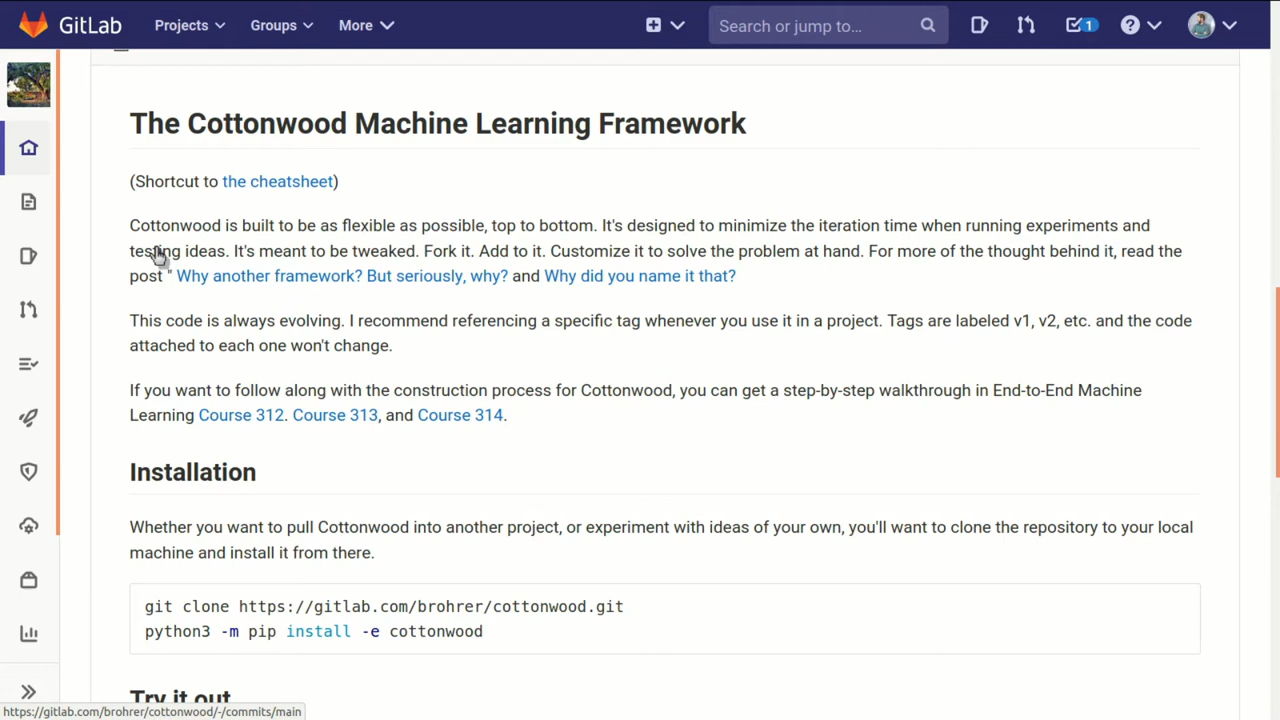 GitLab Projects Groups More Search or jump to... 1
The Cottonwood Machine Learning Framework
(Shortcut to the cheatsheet)
Cottonwood is built to be as flexible as possible, top to bottom. It's designed to minimize the iteration time when running experiments and
testing ideas. It's meant to be tweaked. Fork it. Add to it. Customize it to solve the problem at hand. For more of the thought behind it, read the
post " Why another framework? But seriously, why? and Why did you name it that?
This code is always evolving. I recommend referencing a specific tag whenever you use it in a project. Tags are labeled v1, v2, etc. and the code
attached to each one won't change.
If you want to follow along with the construction process for Cottonwood, you can get a step-by-step walkthrough in End-to-End Machine
Learning Course 312. Course 313, and Course 314.
Installation
Whether you want to pull Cottonwood into another project, or experiment with ideas of your own, you'll want to clone the repository to your local
machine and install it from there.
git clone https://gitlab.com/brohrer/cottonwood.git
python3 -m pip install -e cottonwood
Try it out
https://gitlab.com/brohrer/cottonwood/-/commits/main